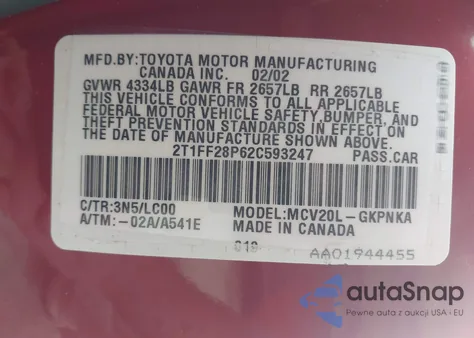 MFD.BY:TOYOTA MOTOR MANUFACTURING
CANADA INC. 02/02
GVWR 4334LB GAWR FR 2657LB RR 2657LB
THIS VEHICLE CONFORMS TO ALL APPLICABLE
FEDERAL MOTOR VEHICLE SAFETY,BUMPER, AND
THEFT PREVENTION STANDARDS IN EFFECT ON
THE DATE OF MANUFACTURE SHOWN ABOVE.
2T1FF28P62C593247 PASS.CAR
C/TR:3N5/LC00 MODEL:MCV20L-GKPNKA
A/TM:-02A/A541E MADE IN CANADA
019 AA01944455
autoSnap
Pewne auta z aukcji USA - EU